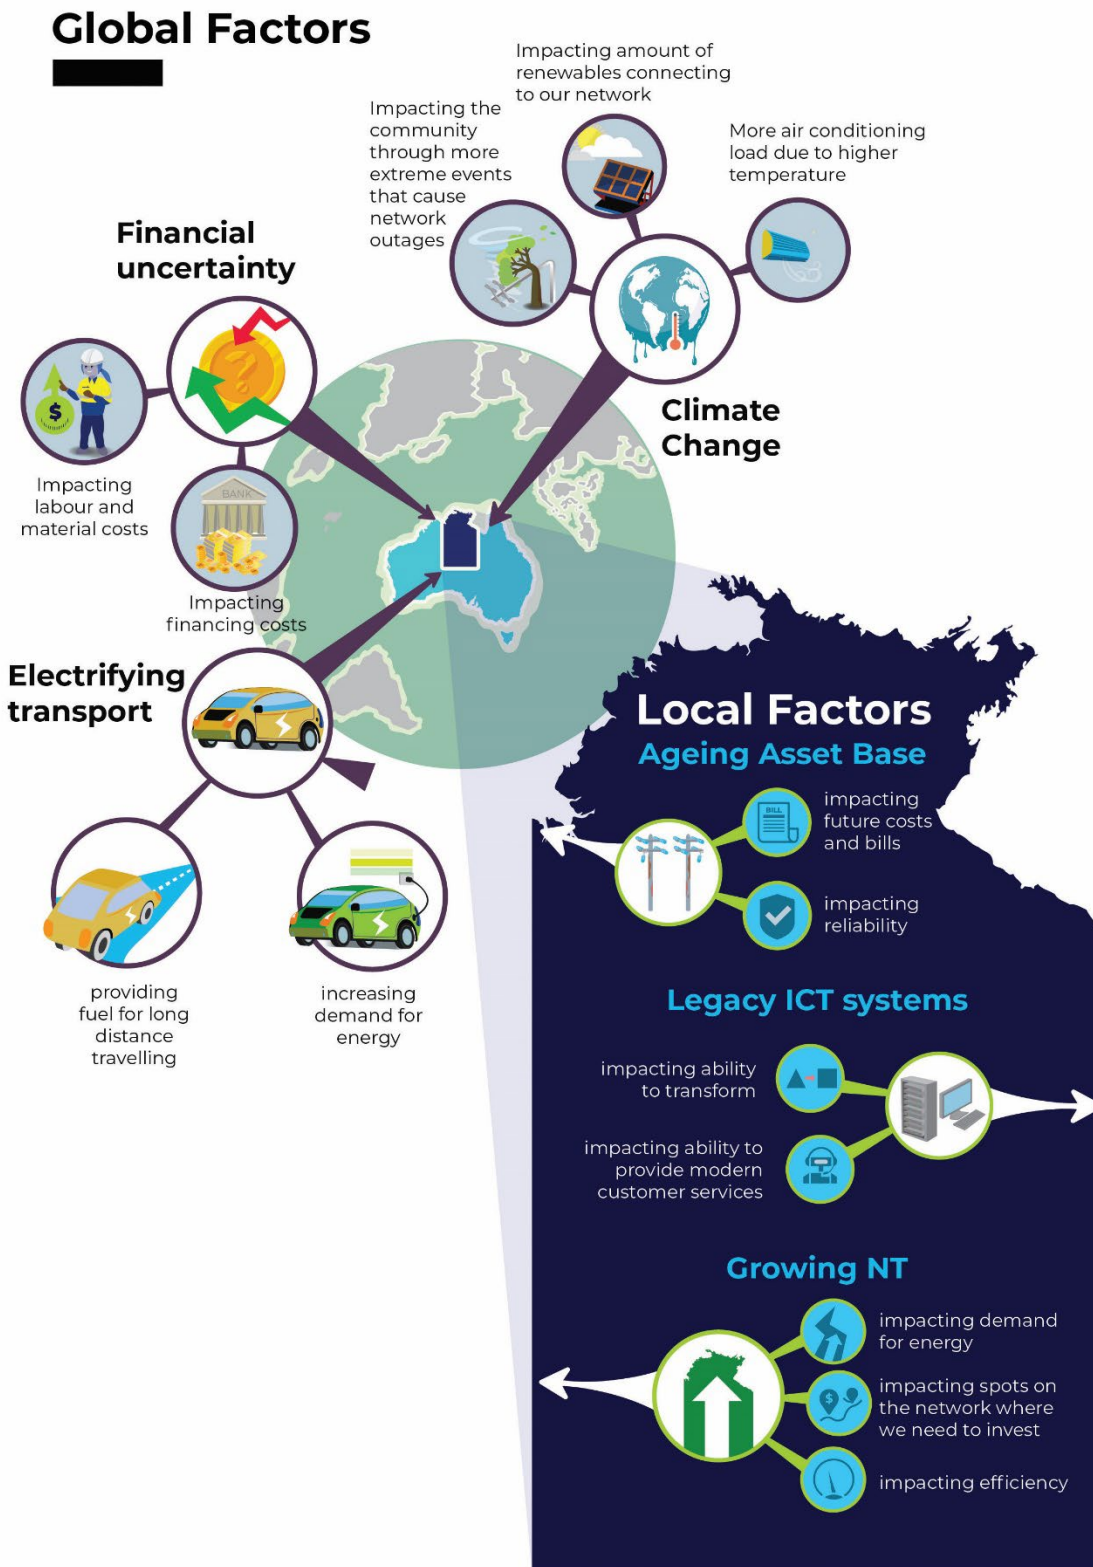 Global Factors
Impacting amount of
renewables connecting
to our network
Impacting the
community
through more
extreme events
that cause
network
outages
More air conditioning
load due to higher
temperature
Financial
uncertainty
$
?
Climate
Change
Impacting
labour and
material costs
BANK
Impacting
financing costs
Electrifying
transport
providing
fuel for long
distance
travelling
increasing
demand for
energy
Local Factors
Ageing Asset Base
BILL
impacting
future costs
and bills
impacting
reliability
Legacy ICT systems
impacting ability
to transform
impacting ability to
provide modern
customer services
Growing NT
impacting demand
for energy
$
impacting spots on
the network where
we need to invest
impacting efficiency